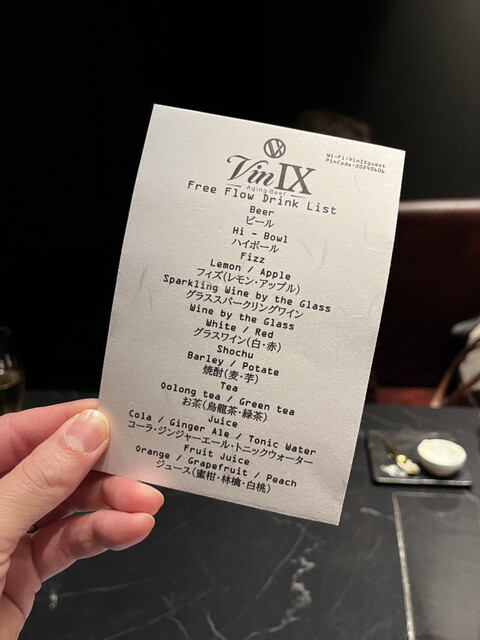 Wi-Fi:VinIXguest
PinCode:20240606
Vin IX
Aging Beer
Free Flow Drink List
Beer
ビール
Hi - Bowl
ハイボール
Fizz
Lemon / Apple
フィズ(レモン・アップル)
Sparkling Wine by the Glass
グラススパークリングワイン
Wine by the Glass
White / Red
グラスワイン(白・赤)
Shochu
Barley / Potate
焼酎(麦・芋)
Tea
Oolong tea / Green tea
お茶(烏龍茶・緑茶)
Juice
Cola / Ginger Ale / Tonic Water
コーラ・ジンジャーエール・トニックウォーター
Fruit Juice
Orange / Grapefruit / Peach
ジュース(蜜柑・林檎・白桃)